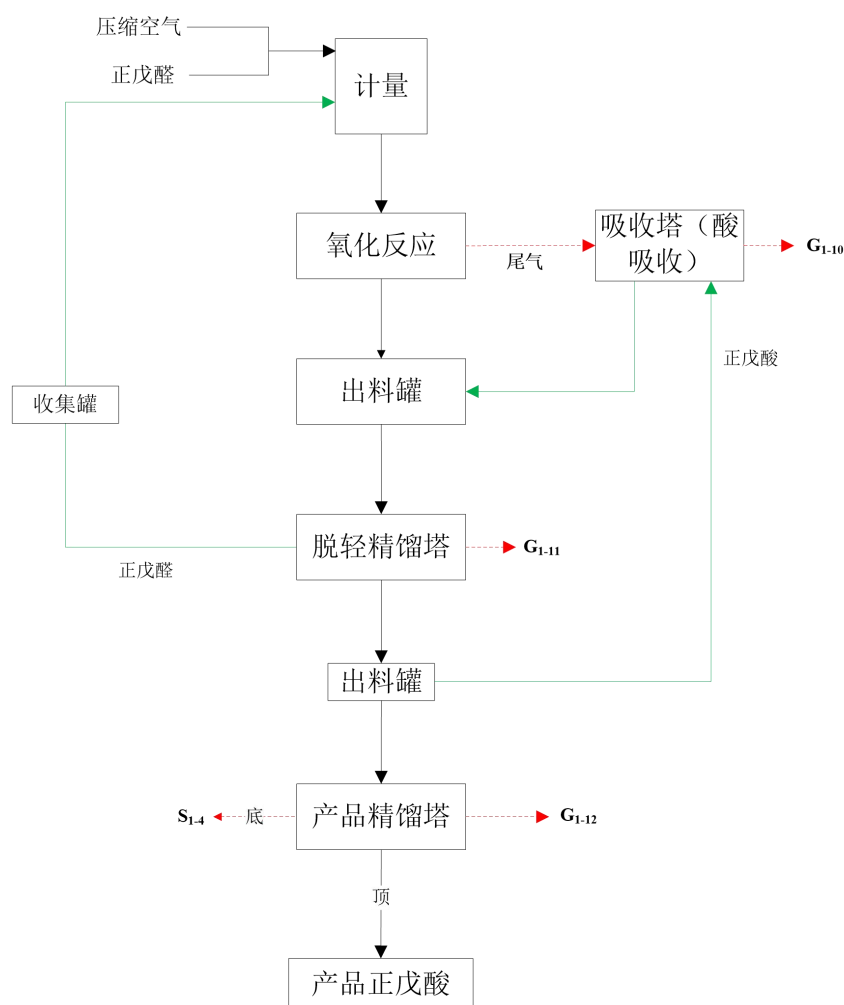 压缩空气
正戊醛
计量
氧化反应
尾气
吸收塔（酸
吸收）
G1-10
正戊酸
出料罐
收集罐
脱轻精馏塔
G1-11
正戊醛
出料罐
S1-4
底
产品精馏塔
G1-12
顶
产品正戊酸